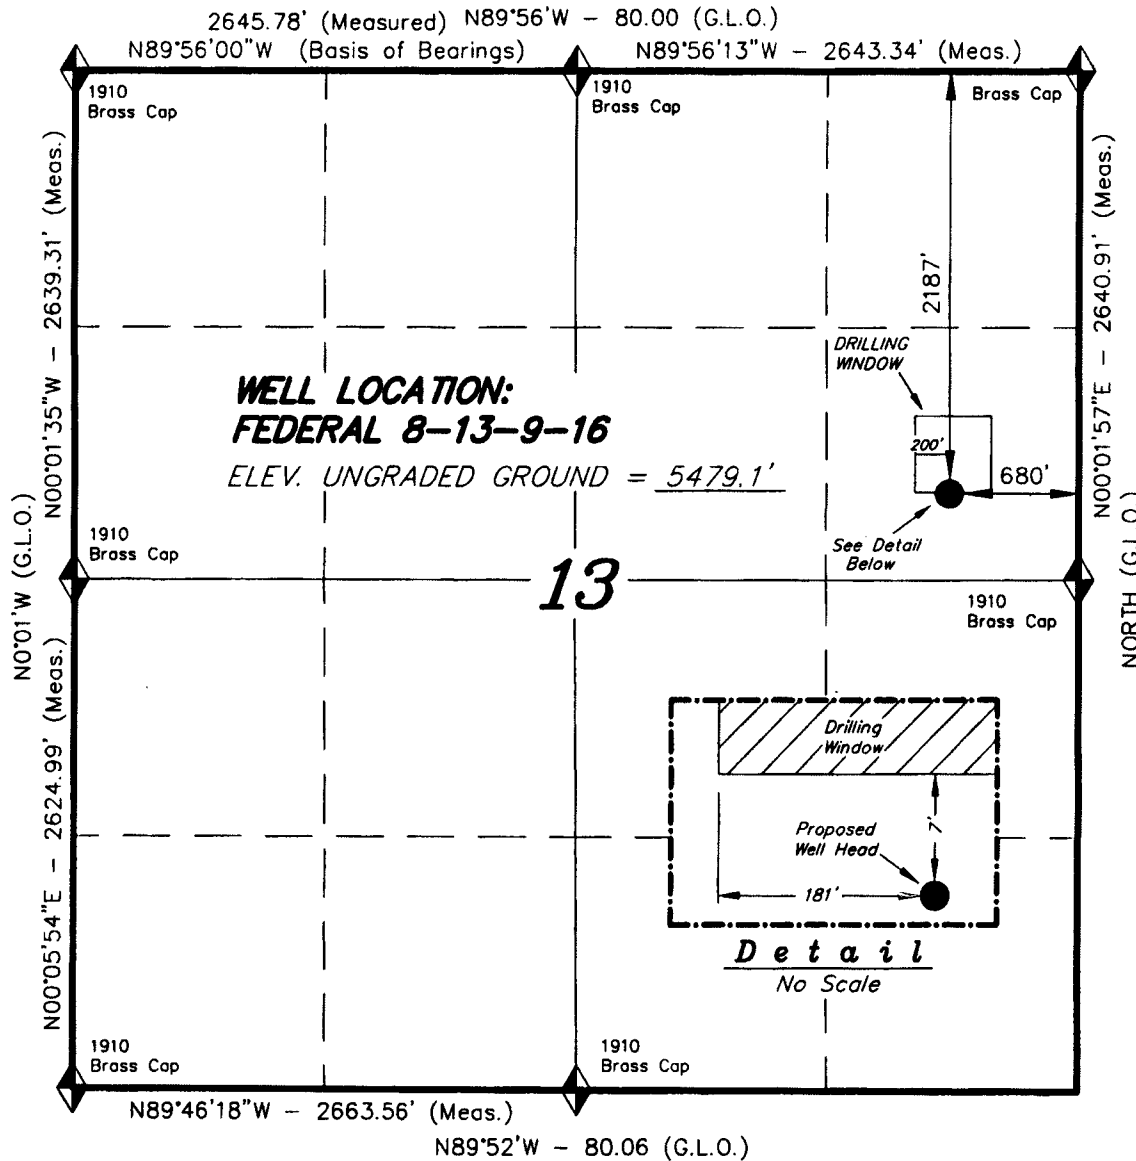 2645.78' (Measured) N89°56'W – 80.00 (G.L.O.)
N89°56'00"W (Basis of Bearings)
N89°56'13"W – 2643.34' (Meas.)
1910
Brass Cap
1910
Brass Cap
Brass Cap
N00°01'35"W – 2639.31' (Meas.)
N00°01'57"E – 2640.91' (Meas.)
2187'
DRILLING
WINDOW
200'
680'
WELL LOCATION:
FEDERAL 8–13–9–16
ELEV. UNGRADED GROUND = 5479.1'
See Detail
Below
1910
Brass Cap
13
1910
Brass Cap
N0°01'W (G.L.O.)
NORTH (G.L.O.)
N00°05'54"E – 2624.99' (Meas.)
Drilling
Window
7'
Proposed
Well Head
181'
Detail
No Scale
1910
Brass Cap
1910
Brass Cap
N89°46'18"W – 2663.56' (Meas.)
N89°52'W – 80.06 (G.L.O.)